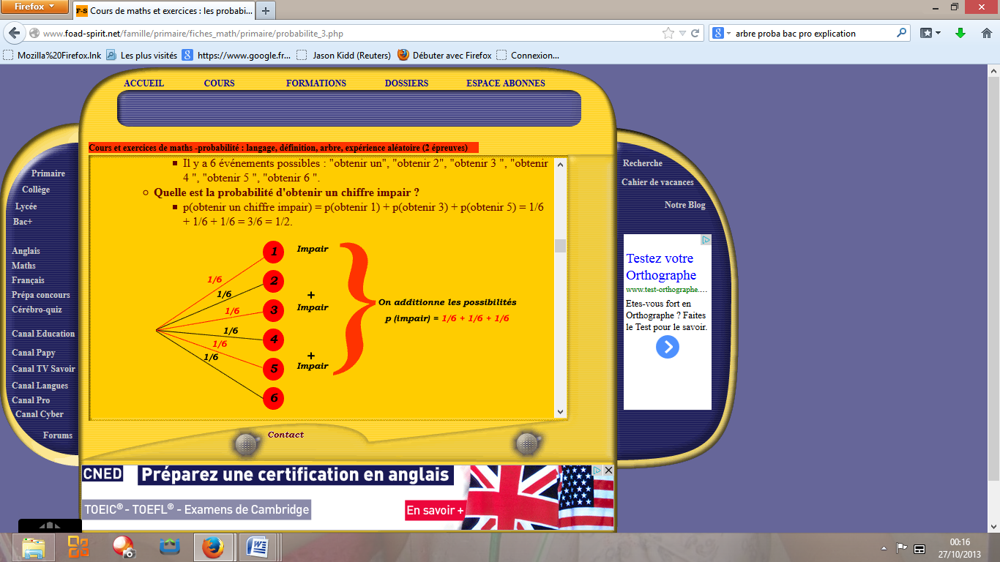 Firefox
F-S Cours de maths et exercices : les probabi...
www.foad-spirit.net/famille/primaire/fiches_math/primaire/probabilite_3.php
arbre proba bac pro explication
Mozilla%20Firefox.lnk
Les plus visités
https://www.google.fr...
Jason Kidd (Reuters)
Débuter avec Firefox
Connexion...
ACCUEIL
COURS
FORMATIONS
DOSSIERS
ESPACE ABONNES
Cours et exercices de maths -probabilité : langage, définition, arbre, expérience aléatoire (2 épreuves)
Primaire
Collège
Lycée
Bac+
Anglais
Maths
Français
Prépa concours
Cérébro-quiz
Canal Education
Canal Papy
Canal TV Savoir
Canal Langues
Canal Pro
Canal Cyber
Forums
Il y a 6 événements possibles : "obtenir un", "obtenir 2", "obtenir 3 ", "obtenir
4 ", "obtenir 5 ", "obtenir 6 ".
Quelle est la probabilité d'obtenir un chiffre impair ?
p(obtenir un chiffre impair) = p(obtenir 1) + p(obtenir 3) + p(obtenir 5) = 1/6
+ 1/6 + 1/6 = 3/6 = 1/2.
1/6
1/6
1/6
1/6
1/6
1/6
1
2
3
4
5
6
Impair
+
Impair
+
Impair
On additionne les possibilités
p (impair) = 1/6 + 1/6 + 1/6
Recherche
Cahier de vacances
Notre Blog
Testez votre
Orthographe
www.test-orthographe....
Etes-vous fort en
Orthographe ? Faites
le Test pour le savoir.
Contact
CNED
Préparez une certification en anglais
TOEIC® - TOEFL® - Examens de Cambridge
En savoir +
00:16
27/10/2013